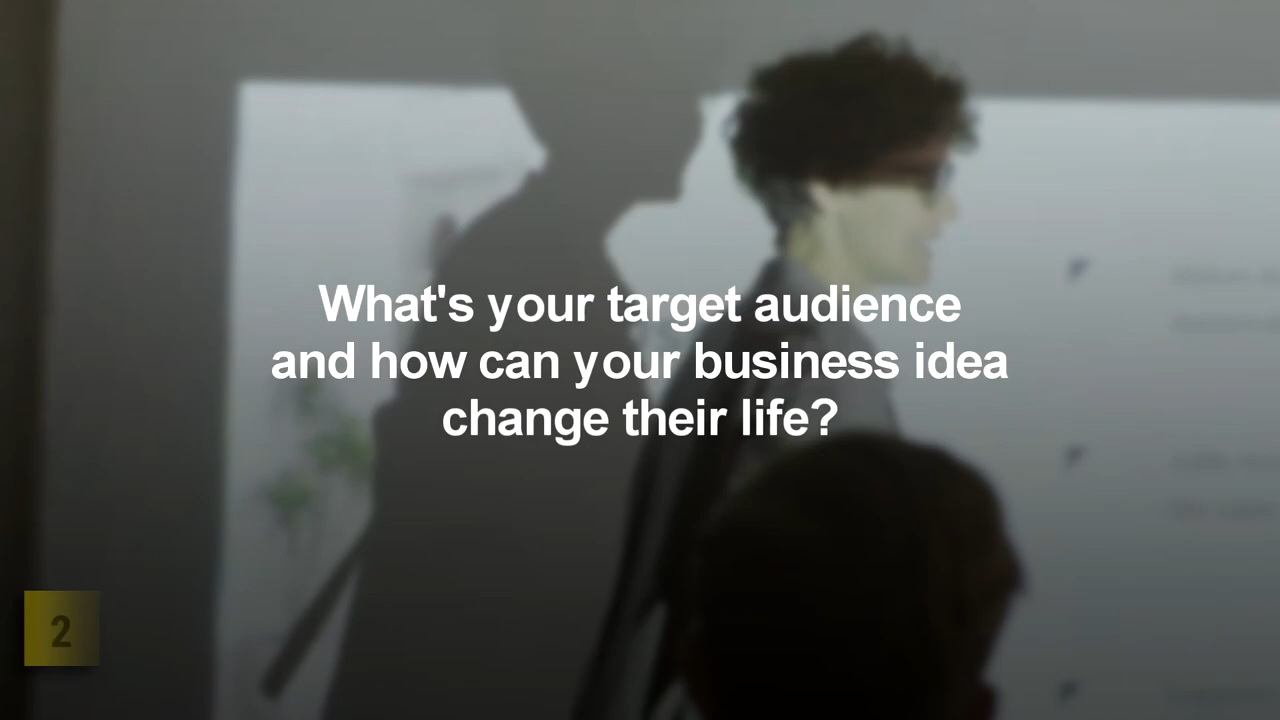 What's your target audience
and how can your business idea
change their life?
2